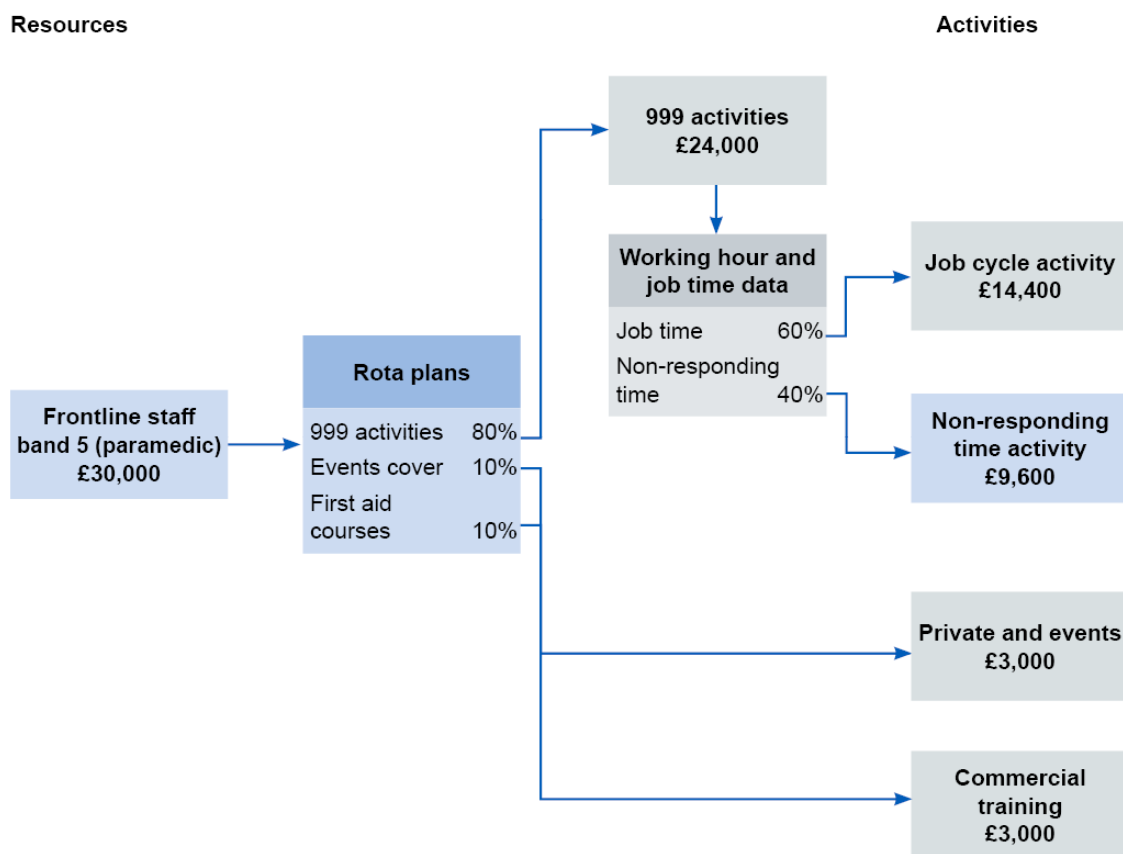 Resources
Activities
999 activities
£24,000
Working hour and
job time data
Job time 60%
Non-responding
time 40%
Job cycle activity
£14,400
Rota plans
999 activities 80%
Events cover 10%
First aid
courses 10%
Frontline staff
band 5 (paramedic)
£30,000
Non-responding
time activity
£9,600
Private and events
£3,000
Commercial
training
£3,000